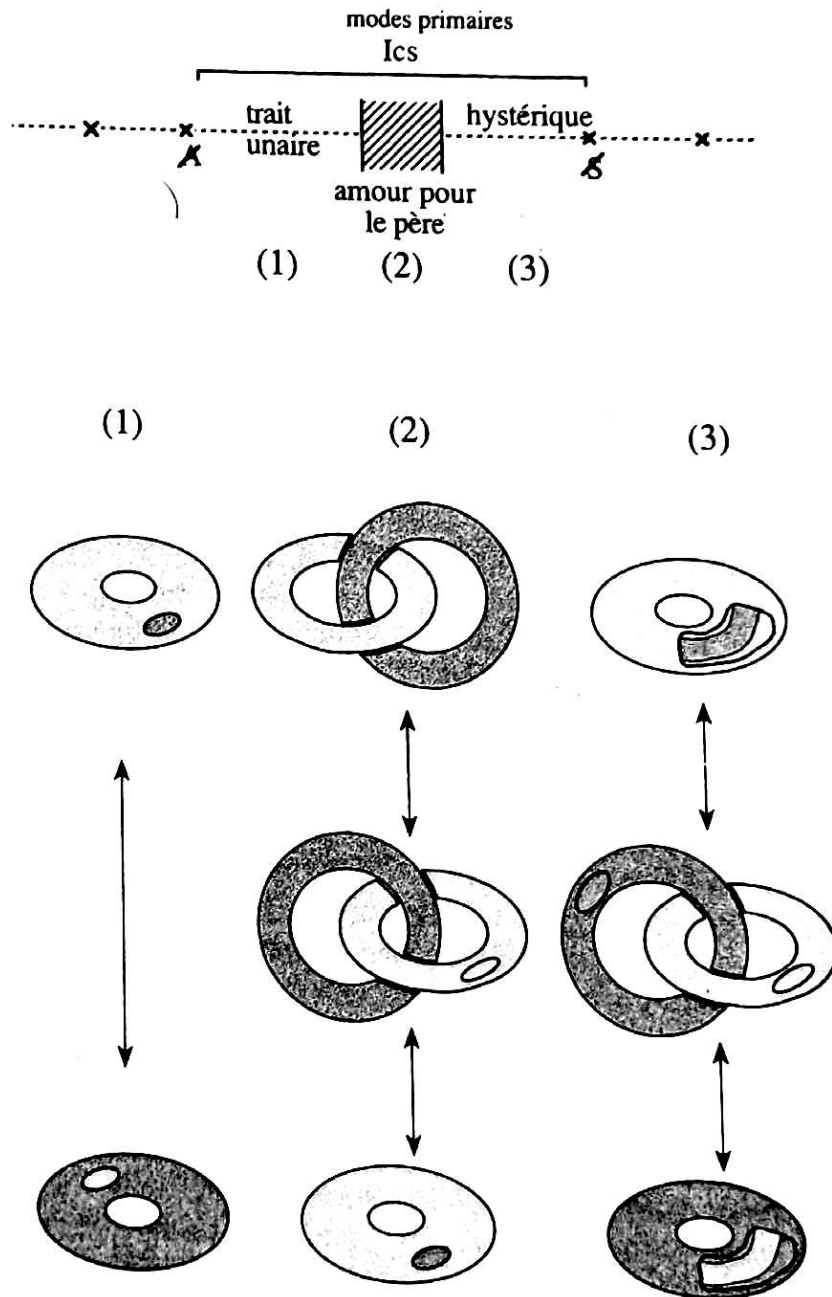 modes primaires
Ics
trait
unaire
hystérique
A̸
S̸
amour pour
le père
(1)
(2)
(3)
(1)
(2)
(3)